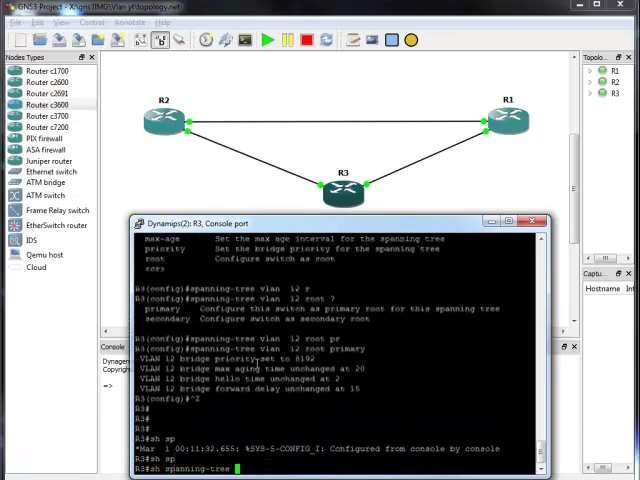 GNS3 Project - X:\gns3IMG\Vlan yt\topology.net
File Edit View Control Annotate Help
Nodes Types
Router c1700
Router c2600
Router c2691
Router c3600
Router c3700
Router c7200
PIX firewall
ASA firewall
Juniper router
Ethernet switch
ATM bridge
ATM switch
Frame Relay switch
EtherSwitch router
IDS
Qemu host
Cloud
R2
R1
R3
Topolo...
R1
R2
R3
Captu...
Hostname In
Console
Dynagen
Copyright
=>
Dynamips(2): R3, Console port
max-age Set the max age interval for the spanning tree
priority Set the bridge priority for the spanning tree
root Configure switch as root
<cr>
R3(config)#spanning-tree vlan 12 r
R3(config)#spanning-tree vlan 12 root ?
primary Configure this switch as primary root for this spanning tree
secondary Configure switch as secondary root
R3(config)#spanning-tree vlan 12 root pr
R3(config)#spanning-tree vlan 12 root primary
VLAN 12 bridge priority set to 8192
VLAN 12 bridge max aging time unchanged at 20
VLAN 12 bridge hello time unchanged at 2
VLAN 12 bridge forward delay unchanged at 15
R3(config)#^Z
R3#
R3#
R3#
R3#sh sp
*Mar 1 00:11:32.655: %SYS-5-CONFIG_I: Configured from console by console
R3#sh sp
R3#sh spanning-tree